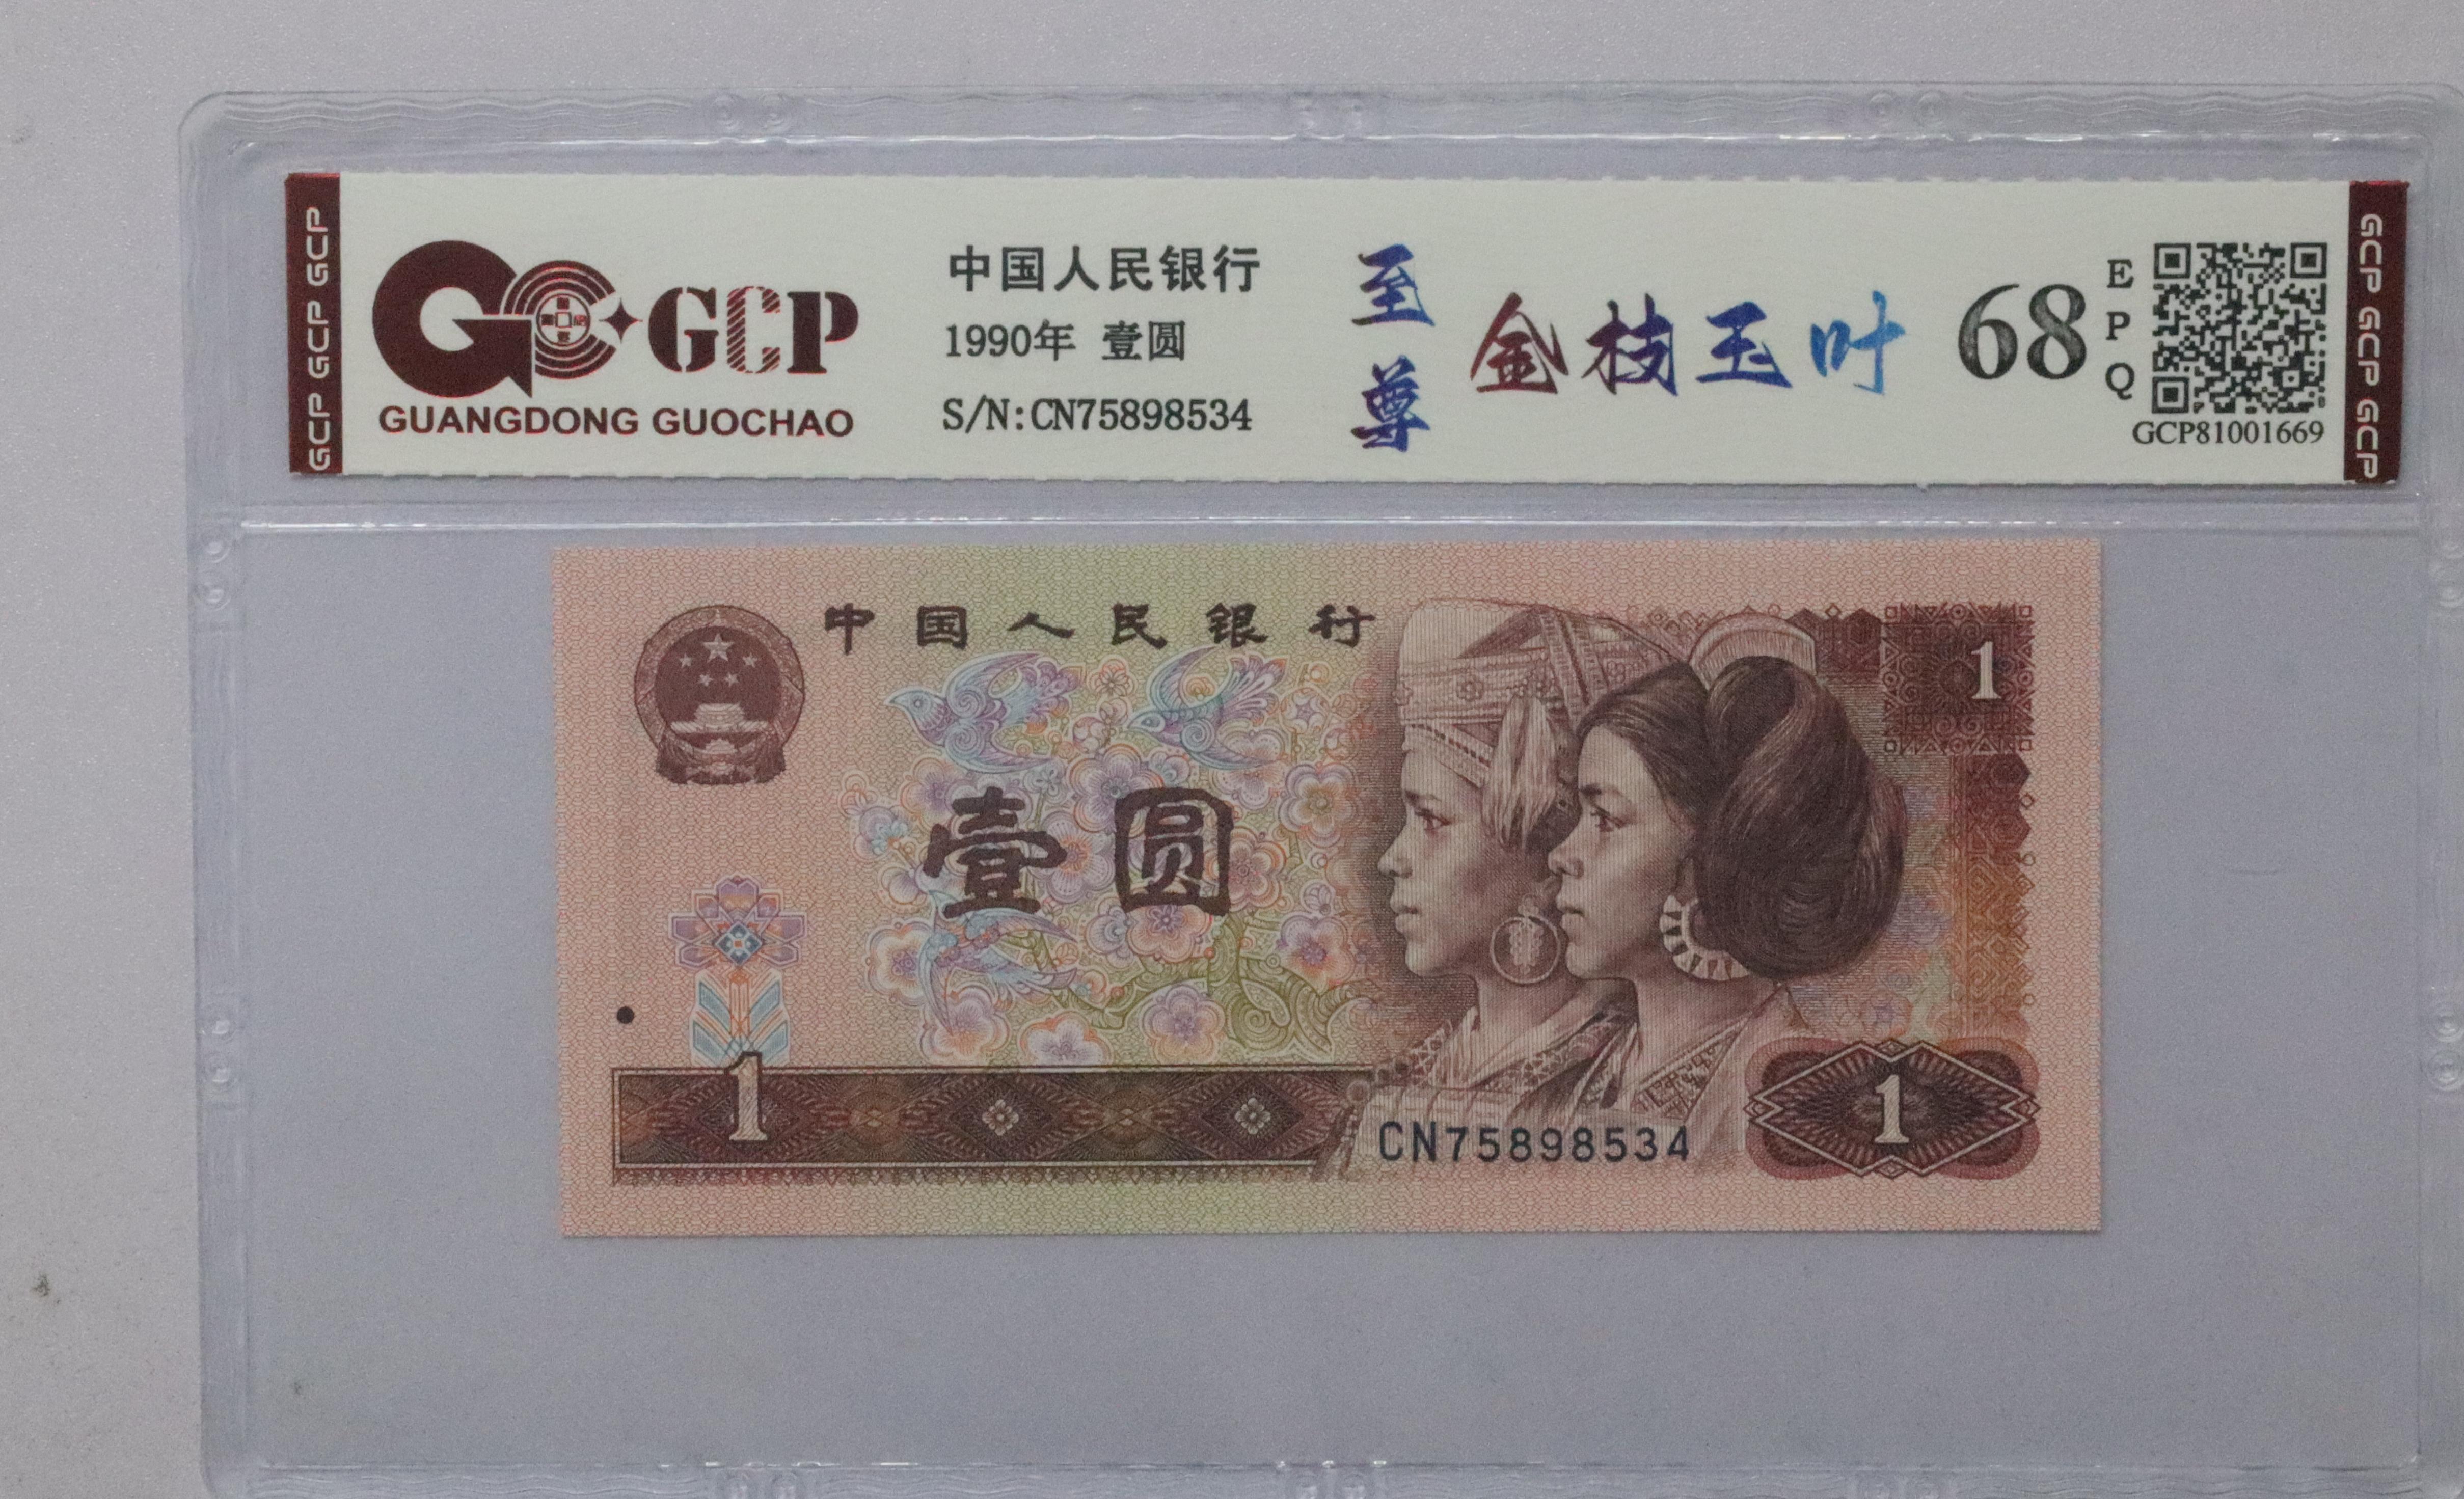 GCP GCP GCP
GCP
GUANGDONG GUOCHAO
中国人民银行
1990年 壹圆
S/N:CN75898534
至尊
金枝玉叶
68
EPQ
GCP81001669
GCP GCP GCP
中国人民银行
1
壹圆
1
CN75898534
1